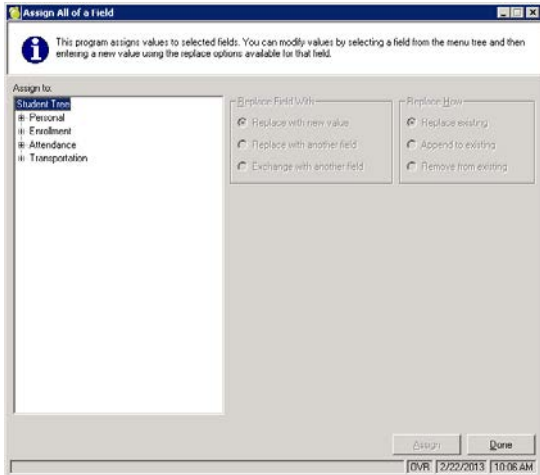 Assign All of a Field
This program assigns values to selected fields. You can modify values by selecting a field from the menu tree and then
entering a new value using the replace options available for that field.
Assign to:
Student Tree
Personal
Enrollment
Attendance
Transportation
Replace Field With
Replace with new value
Replace with another field
Exchange with another field
Replace How
Replace existing
Append to existing
Remove from existing
Assign
Done
OVR 2/22/2013 10:06 AM